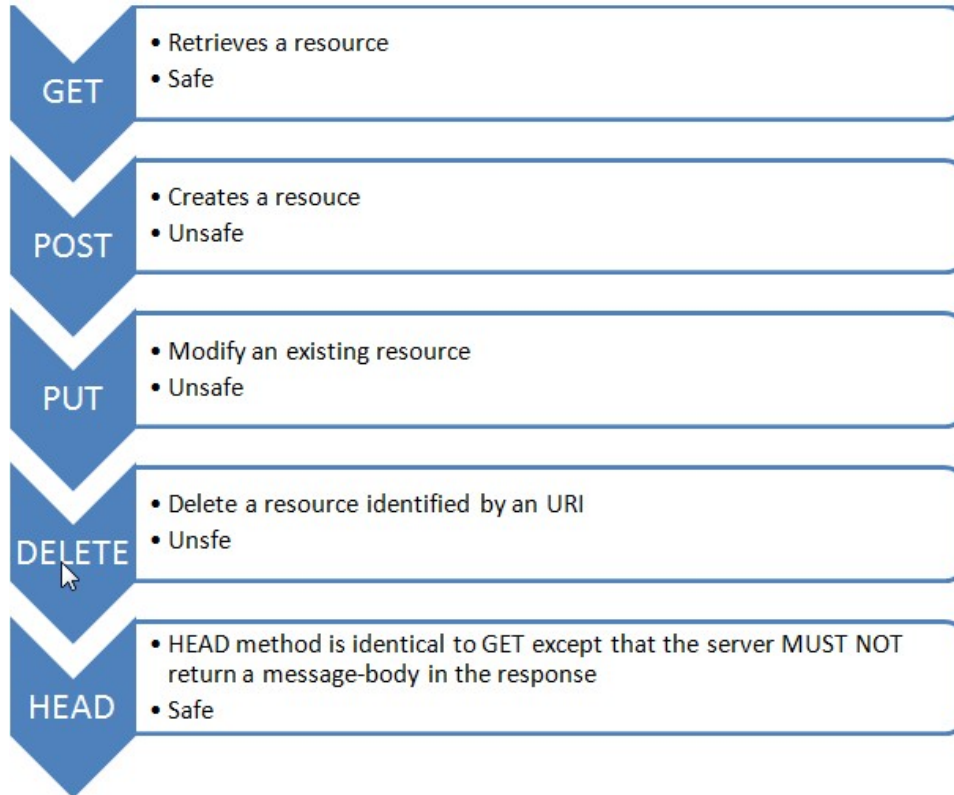 GET
• Retrieves a resource
• Safe
POST
• Creates a resouce
• Unsafe
PUT
• Modify an existing resource
• Unsafe
DELETE
• Delete a resource identified by an URI
• Unsfe
HEAD
• HEAD method is identical to GET except that the server MUST NOT
return a message-body in the response
• Safe